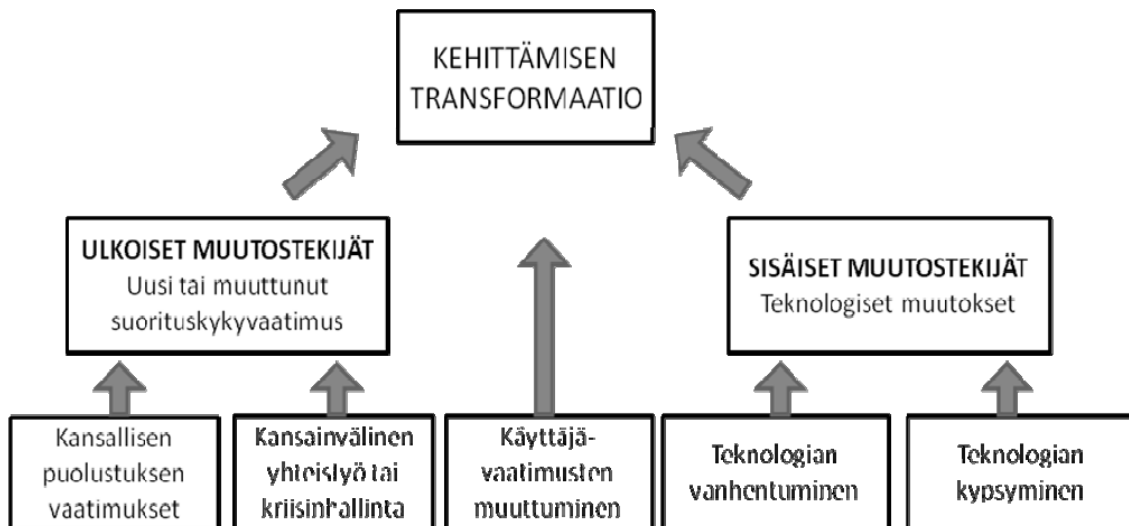 KEHITTÄMISEN
TRANSFORMAATIO
ULKOISET MUUTOSTEKIJÄT
Uusi tai muuttunut
suorituskykyvaatimus
SISÄISET MUUTOSTEKIJÄT
Teknologiset muutokset
Kansallisen
puolustuksen
vaatimukset
Kansainvälinen
yhteistyö tai
kriisinhallinta
Käyttäjä-
vaatimusten
muuttuminen
Teknologian
vanhentuminen
Teknologian
kypsyminen